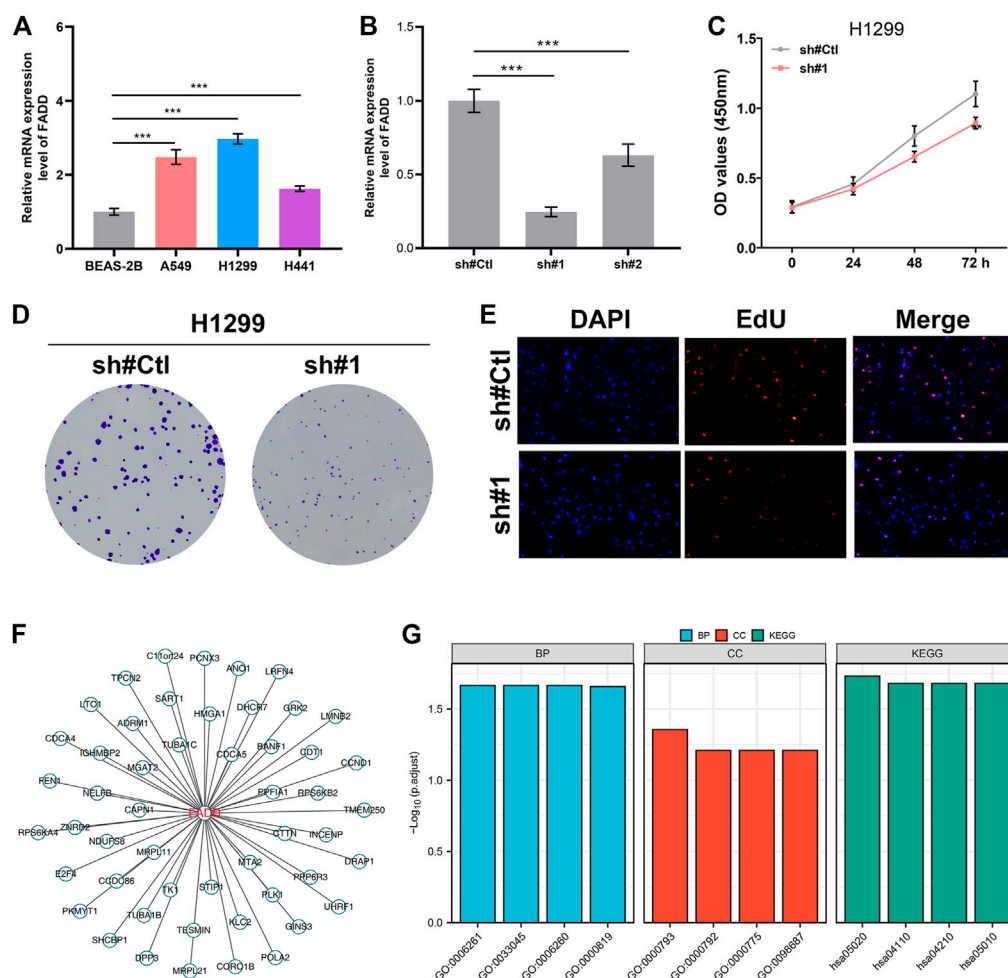 A
Relative mRNA expression
level of FADD
8
6
4
2
0
***
***
***
BEAS-2B A549 H1299 H441
B
Relative mRNA expression
level of FADD
1.5
1.0
0.5
0.0
***
***
sh#Ctl sh#1 sh#2
C
H1299
sh#Ctl
sh#1
OD values (450nm)
1.5
1.0
0.5
0.0
0 24 48 72 h
D
H1299
sh#Ctl sh#1
E
DAPI EdU Merge
sh#Ctl
sh#1
F
C11orf24
PCNX3
ANO1
LRFN4
TPCN2
SART1
HMGA1
DHCR7
GRK2
LMNB2
LTO1
ADRM1
TUBA1C
CDCA5
BANF1
CDT1
CDCA4
IGHMBP2
MGAT2
CCND1
FEN1
NELFB
CAPN1
PPFIA1
RPS6KB2
TMEM250
FADD
RPS6KA4
ZNRD2
NDUFS8
CTTN
INCENP
DRAP1
MRPL11
MTA2
PPP6R3
E2F4
CCDC86
TK1
STIP1
PLK1
UHRF1
PKMYT1
TUBA1B
KLC2
GINS3
SHCBP1
TESMIN
DPP3
MRPL21
CORO1B
POLA2
G
BP CC KEGG
BP CC KEGG
−Log10 (p.adjust)
1.5
1.0
0.5
0.0
GO:0006261
GO:0033045
GO:0006260
GO:0000819
GO:0000793
GO:0000792
GO:0000775
GO:0098687
hsa05020
hsa04110
hsa04210
hsa05010